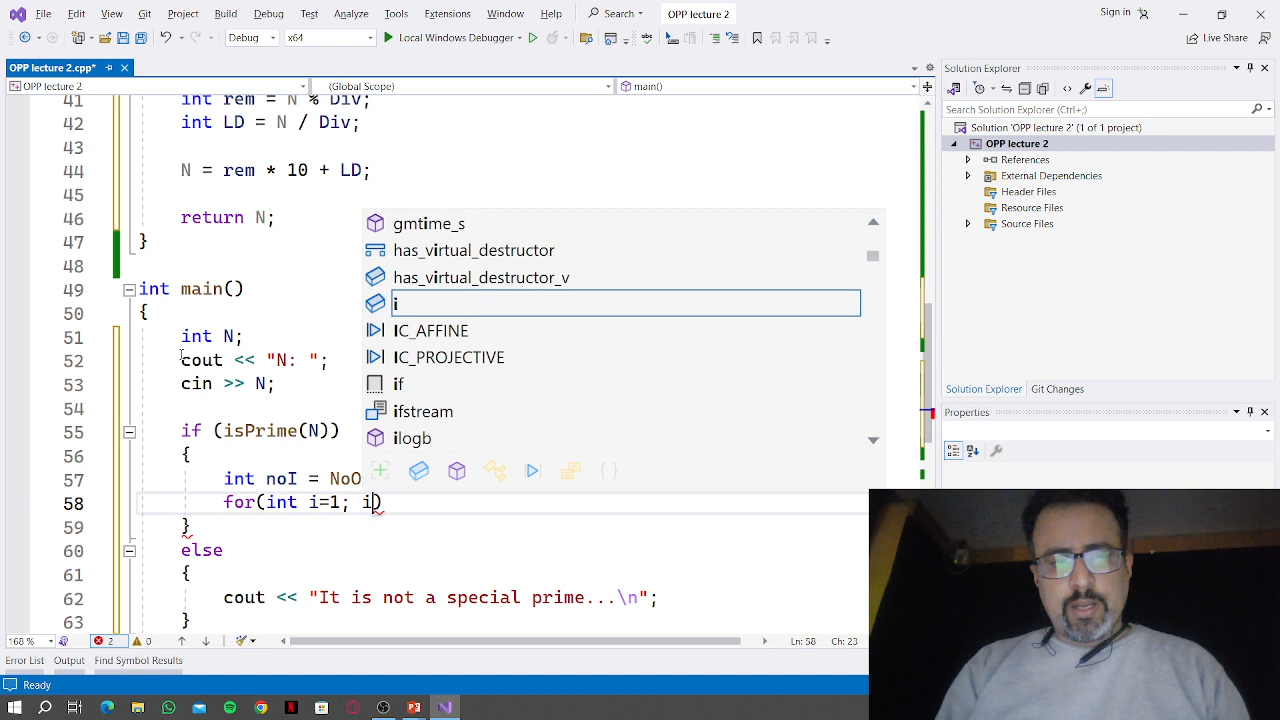 File Edit View Git Project Build Debug Test Analyze Tools Extensions Window Help Search OPP lecture 2 Sign in
Debug x64 Local Windows Debugger Live Share
OPP lecture 2.cpp*
OPP lecture 2 (Global Scope) main()
41 int rem = N % Div;
42 int LD = N / Div;
43
44 N = rem * 10 + LD;
45
46 return N;
47 }
48
49 int main()
50 {
51 int N;
52 cout << "N: ";
53 cin >> N;
54
55 if (isPrime(N))
56 {
57 int noI = NoO
58 for(int i=1; i)
59 }
60 else
61 {
62 cout << "It is not a special prime...\n";
63 }
gmtime_s
has_virtual_destructor
has_virtual_destructor_v
i
IC_AFFINE
IC_PROJECTIVE
if
ifstream
ilogb
168 % 2 0 Ln: 58 Ch: 23
Error List Output Find Symbol Results
Ready
Solution Explorer
Search Solution Explorer (Ctrl+;)
Solution 'OPP lecture 2' (1 of 1 project)
OPP lecture 2
References
External Dependencies
Header Files
Resource Files
Source Files
Solution Explorer Git Changes
Properties